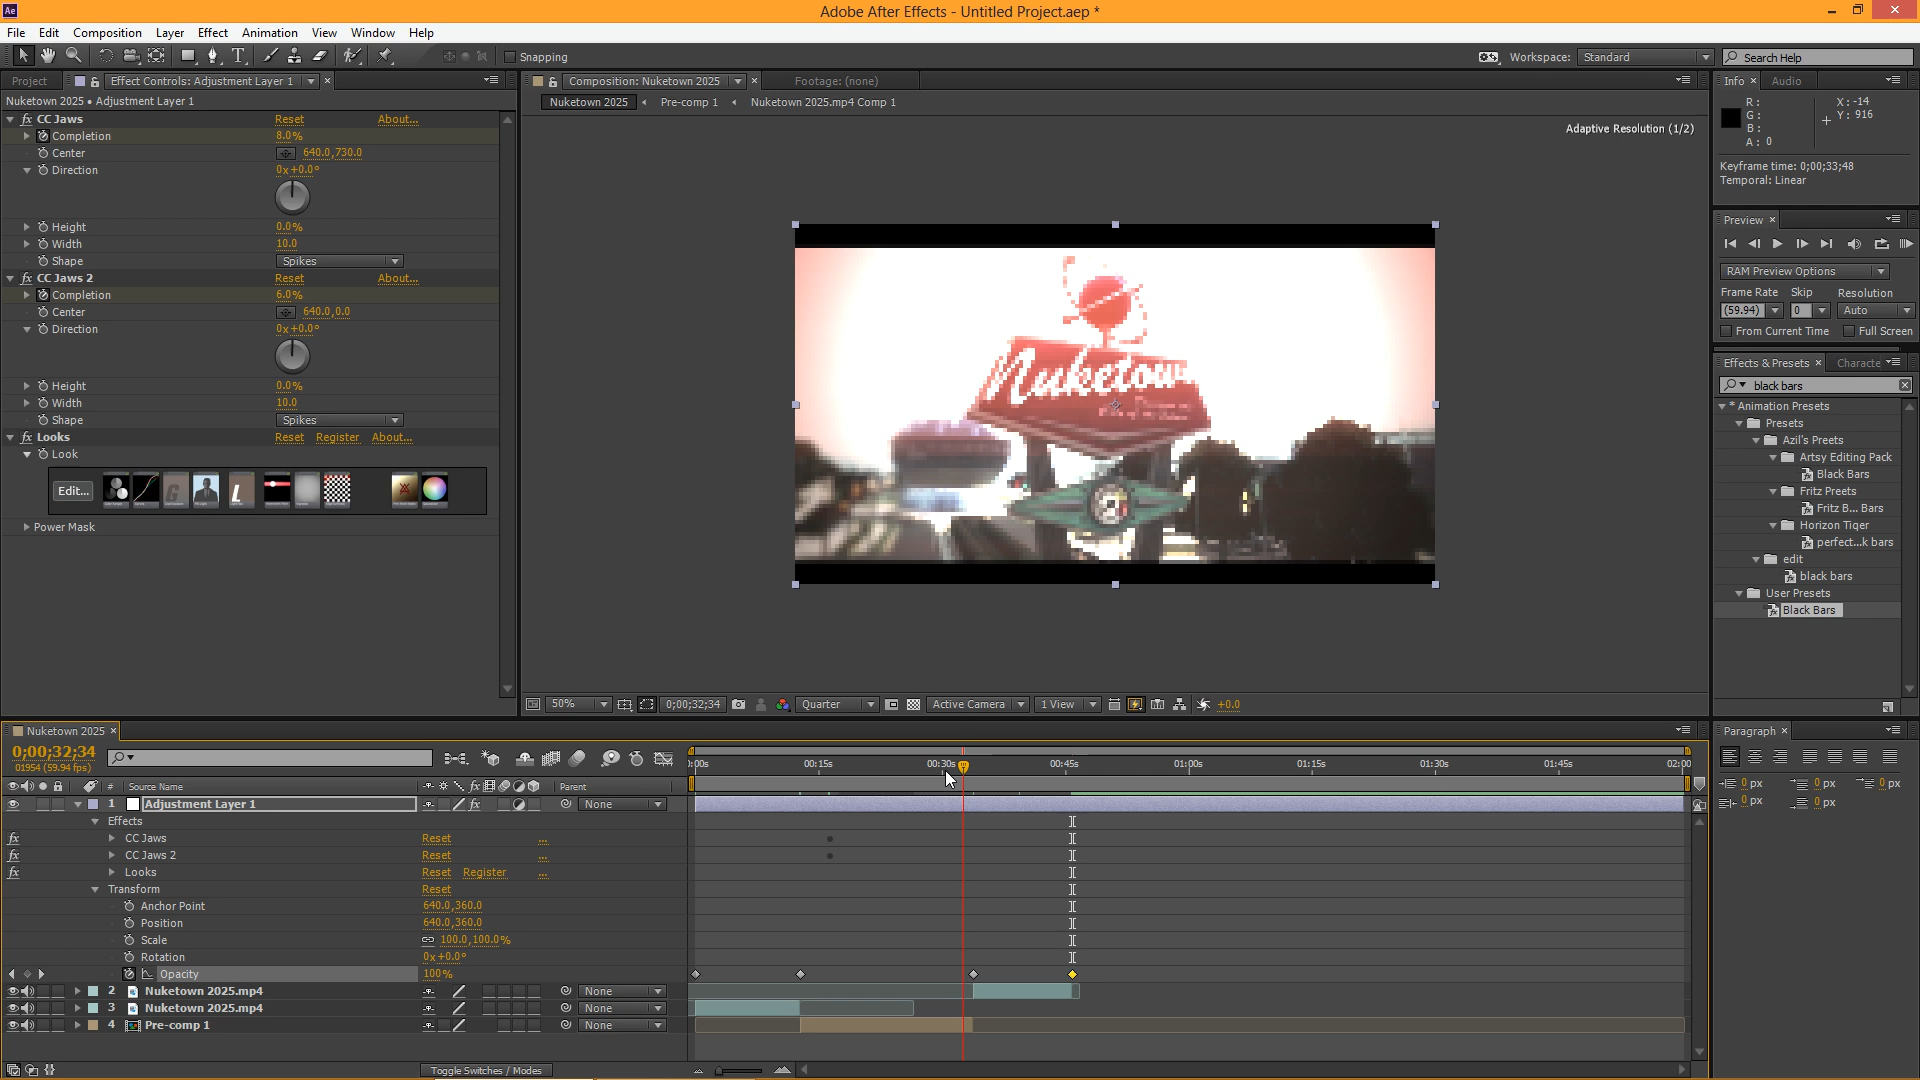 Adobe After Effects - Untitled Project.aep *
File Edit Composition Layer Effect Animation View Window Help
Snapping
Workspace: Standard
Search Help
Project
Effect Controls: Adjustment Layer 1
Nuketown 2025 • Adjustment Layer 1
fx CC Jaws Reset About...
Completion 8.0%
Center 640.0,730.0
Direction 0x+0.0°
Height 0.0%
Width 10.0
Shape Spikes
fx CC Jaws 2 Reset About...
Completion 6.0%
Center 640.0,0.0
Direction 0x+0.0°
Height 0.0%
Width 10.0
Shape Spikes
fx Looks Reset Register About...
Look
Edit...
Power Mask
Composition: Nuketown 2025
Footage: (none)
Nuketown 2025 Pre-comp 1 Nuketown 2025.mp4 Comp 1
Adaptive Resolution (1/2)
Nuketown
50% 0;00;32;34 Quarter Active Camera 1 View +0.0
Info Audio
R:
G:
B:
A: 0
X: -14
Y: 916
Keyframe time: 0;00;33;48
Temporal: Linear
Preview
RAM Preview Options
Frame Rate Skip Resolution
(59.94) 0 Auto
From Current Time Full Screen
Effects & Presets Characte
black bars
* Animation Presets
Presets
Azil's Preets
Artsy Editing Pack
Black Bars
Fritz Preets
Fritz B... Bars
Horizon Tiqer
perfect...k bars
edit
black bars
User Presets
Black Bars
Nuketown 2025
0;00;32;34
01954 (59.94 fps)
:00s 00:15s 00:30s 00:45s 01:00s 01:15s 01:30s 01:45s 02:00
# Source Name Parent
1 Adjustment Layer 1 None
Effects
fx CC Jaws Reset ...
fx CC Jaws 2 Reset ...
fx Looks Reset Register ...
Transform Reset
Anchor Point 640.0,360.0
Position 640.0,360.0
Scale 100.0,100.0%
Rotation 0x+0.0°
Opacity 100%
2 Nuketown 2025.mp4 None
3 Nuketown 2025.mp4 None
4 Pre-comp 1 None
Toggle Switches / Modes
Paragraph
0 px 0 px 0 px
0 px 0 px